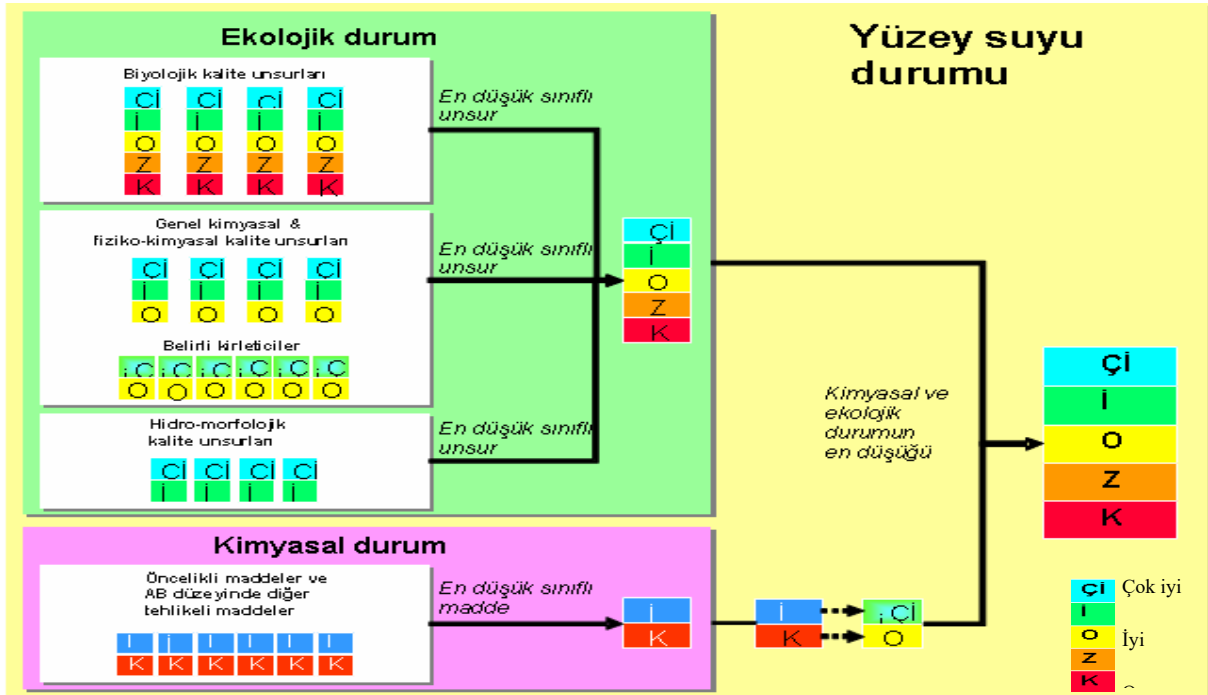 Ekolojik durum
Yüzey suyu
durumu
Biyolojik kalite unsurları
Çİ Çİ Çİ Çİ
İ İ İ İ
O O O O
Z Z Z Z
K K K K
En düşük sınıflı
unsur
Genel kimyasal &
fiziko-kimyasal kalite unsurları
Çİ Çİ Çİ Çİ
İ İ İ İ
O O O O
En düşük sınıflı
unsur
Belirli kirleticiler
O O O O O O
Hidro-morfolojik
kalite unsurları
Çİ Çİ Çİ Çİ
İ İ İ İ
En düşük sınıflı
unsur
Çİ
İ
O
Z
K
Kimyasal ve
ekolojik
durumun
en düşüğü
Çİ
İ
O
Z
K
Kimyasal durum
Öncelikli maddeler ve
AB düzeyinde diğer
tehlikeli maddeler
İ İ İ İ İ İ
K K K K K K
En düşük sınıflı
madde
İ
K
İ
K
O
Çİ Çok iyi
İ
O İyi
Z
K